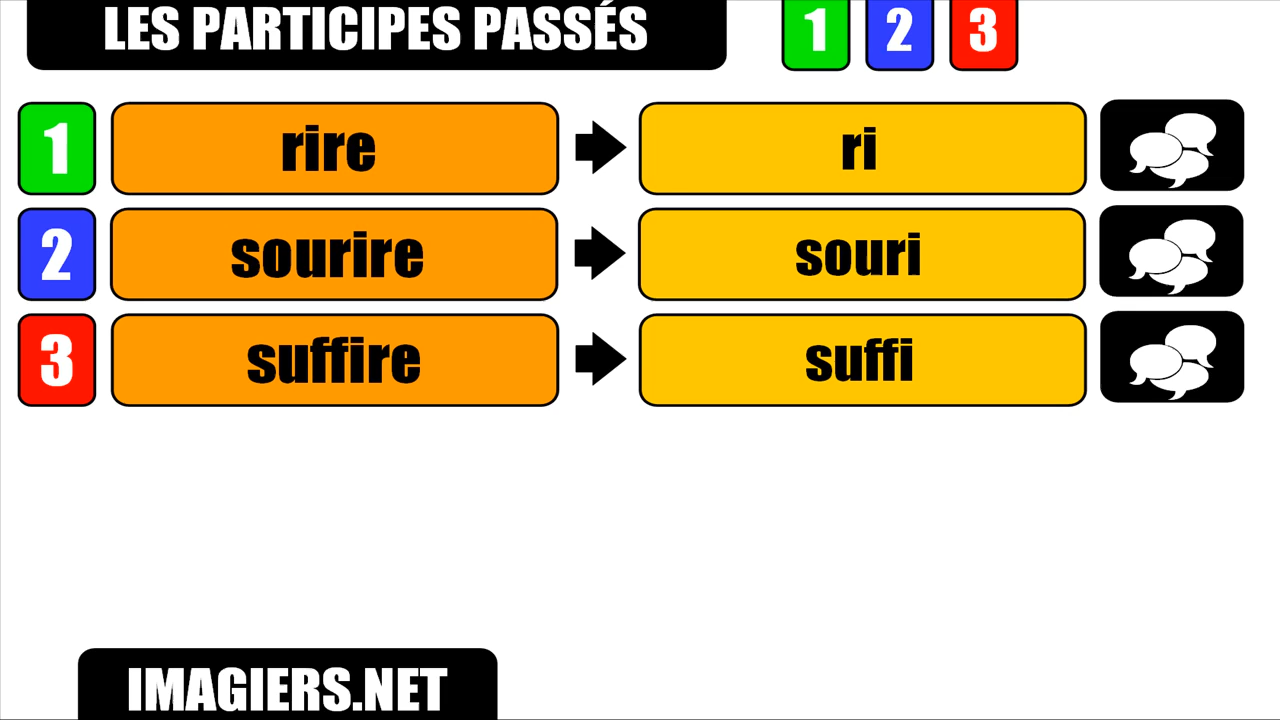 LES PARTICIPES PASSÉS 1 2 3
1 rire ri
2 sourire souri
3 suffire suffi
IMAGIERS.NET